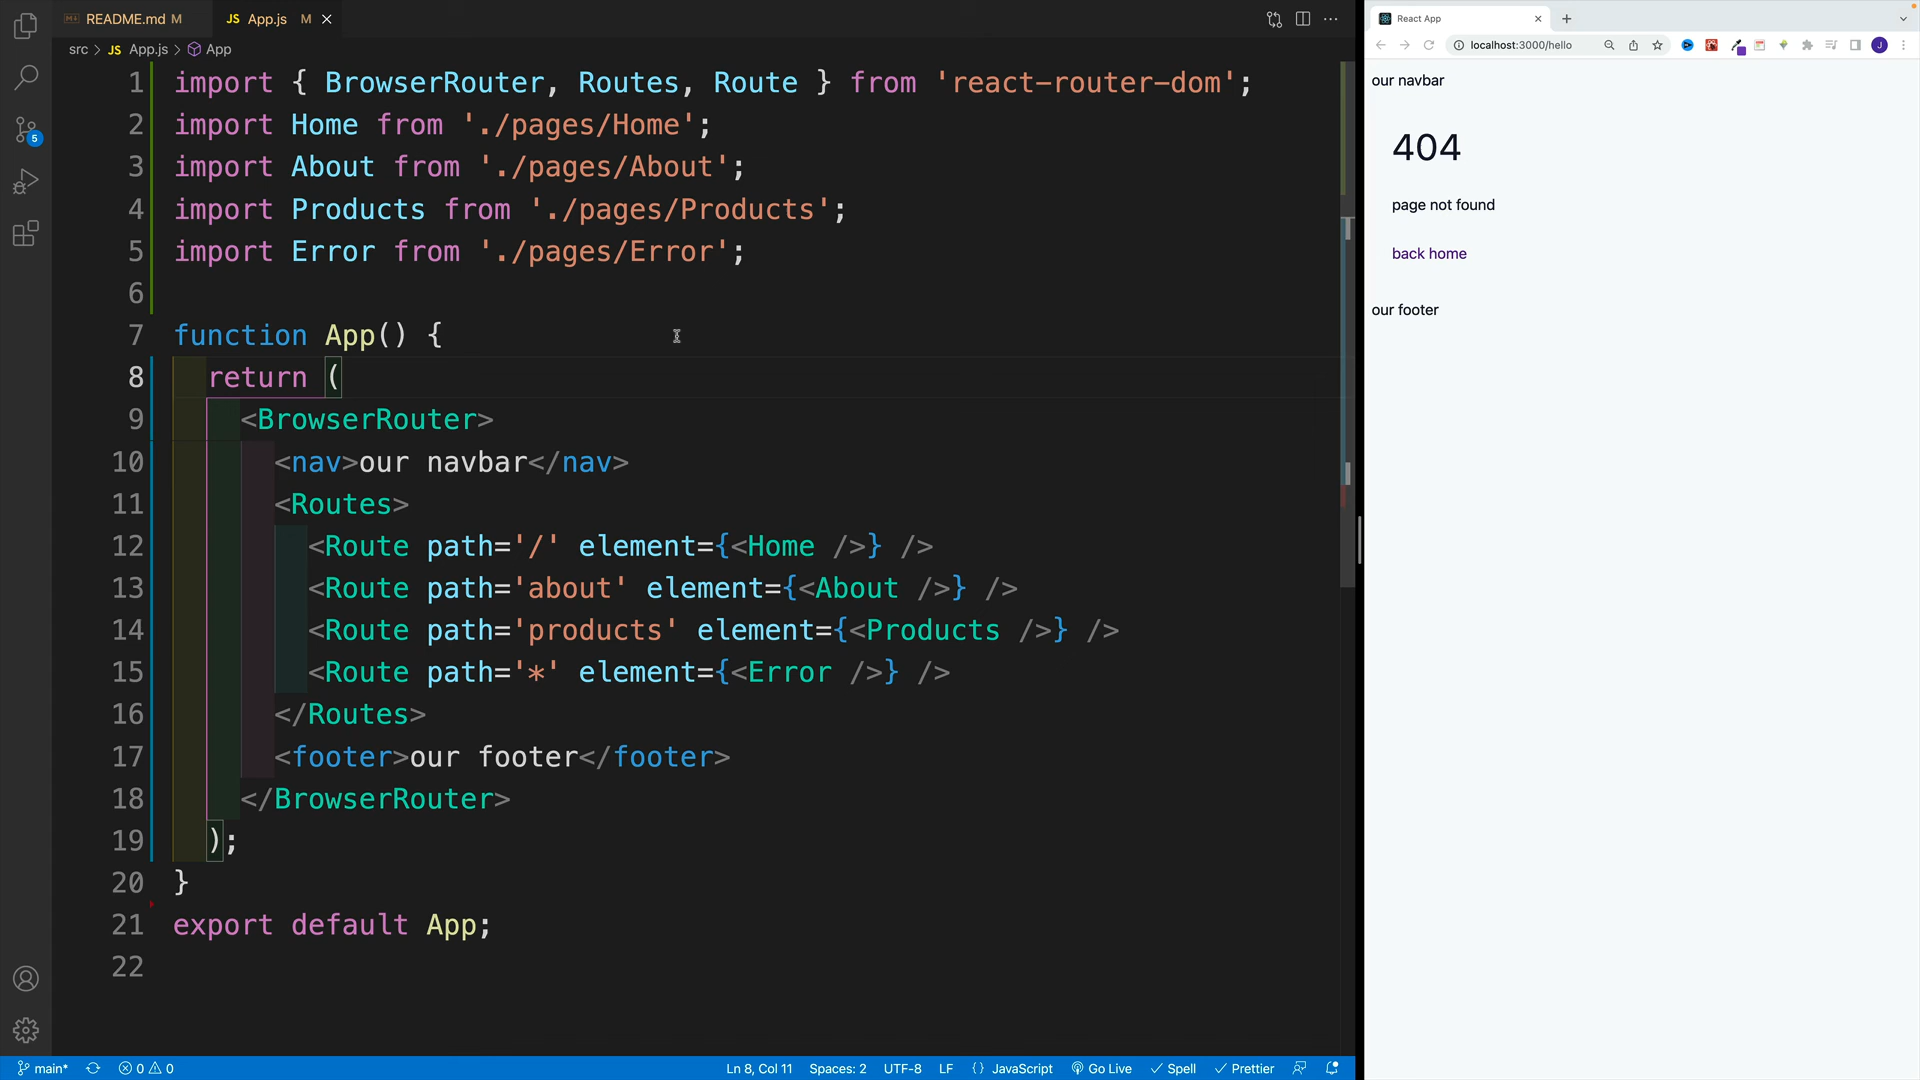 README.md M
JS App.js M
src > JS App.js > App
1 import { BrowserRouter, Routes, Route } from 'react-router-dom';
2 import Home from './pages/Home';
3 import About from './pages/About';
4 import Products from './pages/Products';
5 import Error from './pages/Error';
6
7 function App() {
8 return (
9 <BrowserRouter>
10 <nav>our navbar</nav>
11 <Routes>
12 <Route path='/' element={<Home />} />
13 <Route path='about' element={<About />} />
14 <Route path='products' element={<Products />} />
15 <Route path='*' element={<Error />} />
16 </Routes>
17 <footer>our footer</footer>
18 </BrowserRouter>
19 );
20 }
21 export default App;
22
5
main* 0 0 Ln 8, Col 11 Spaces: 2 UTF-8 LF {} JavaScript Go Live Spell Prettier
React App
localhost:3000/hello
J
our navbar
404
page not found
back home
our footer